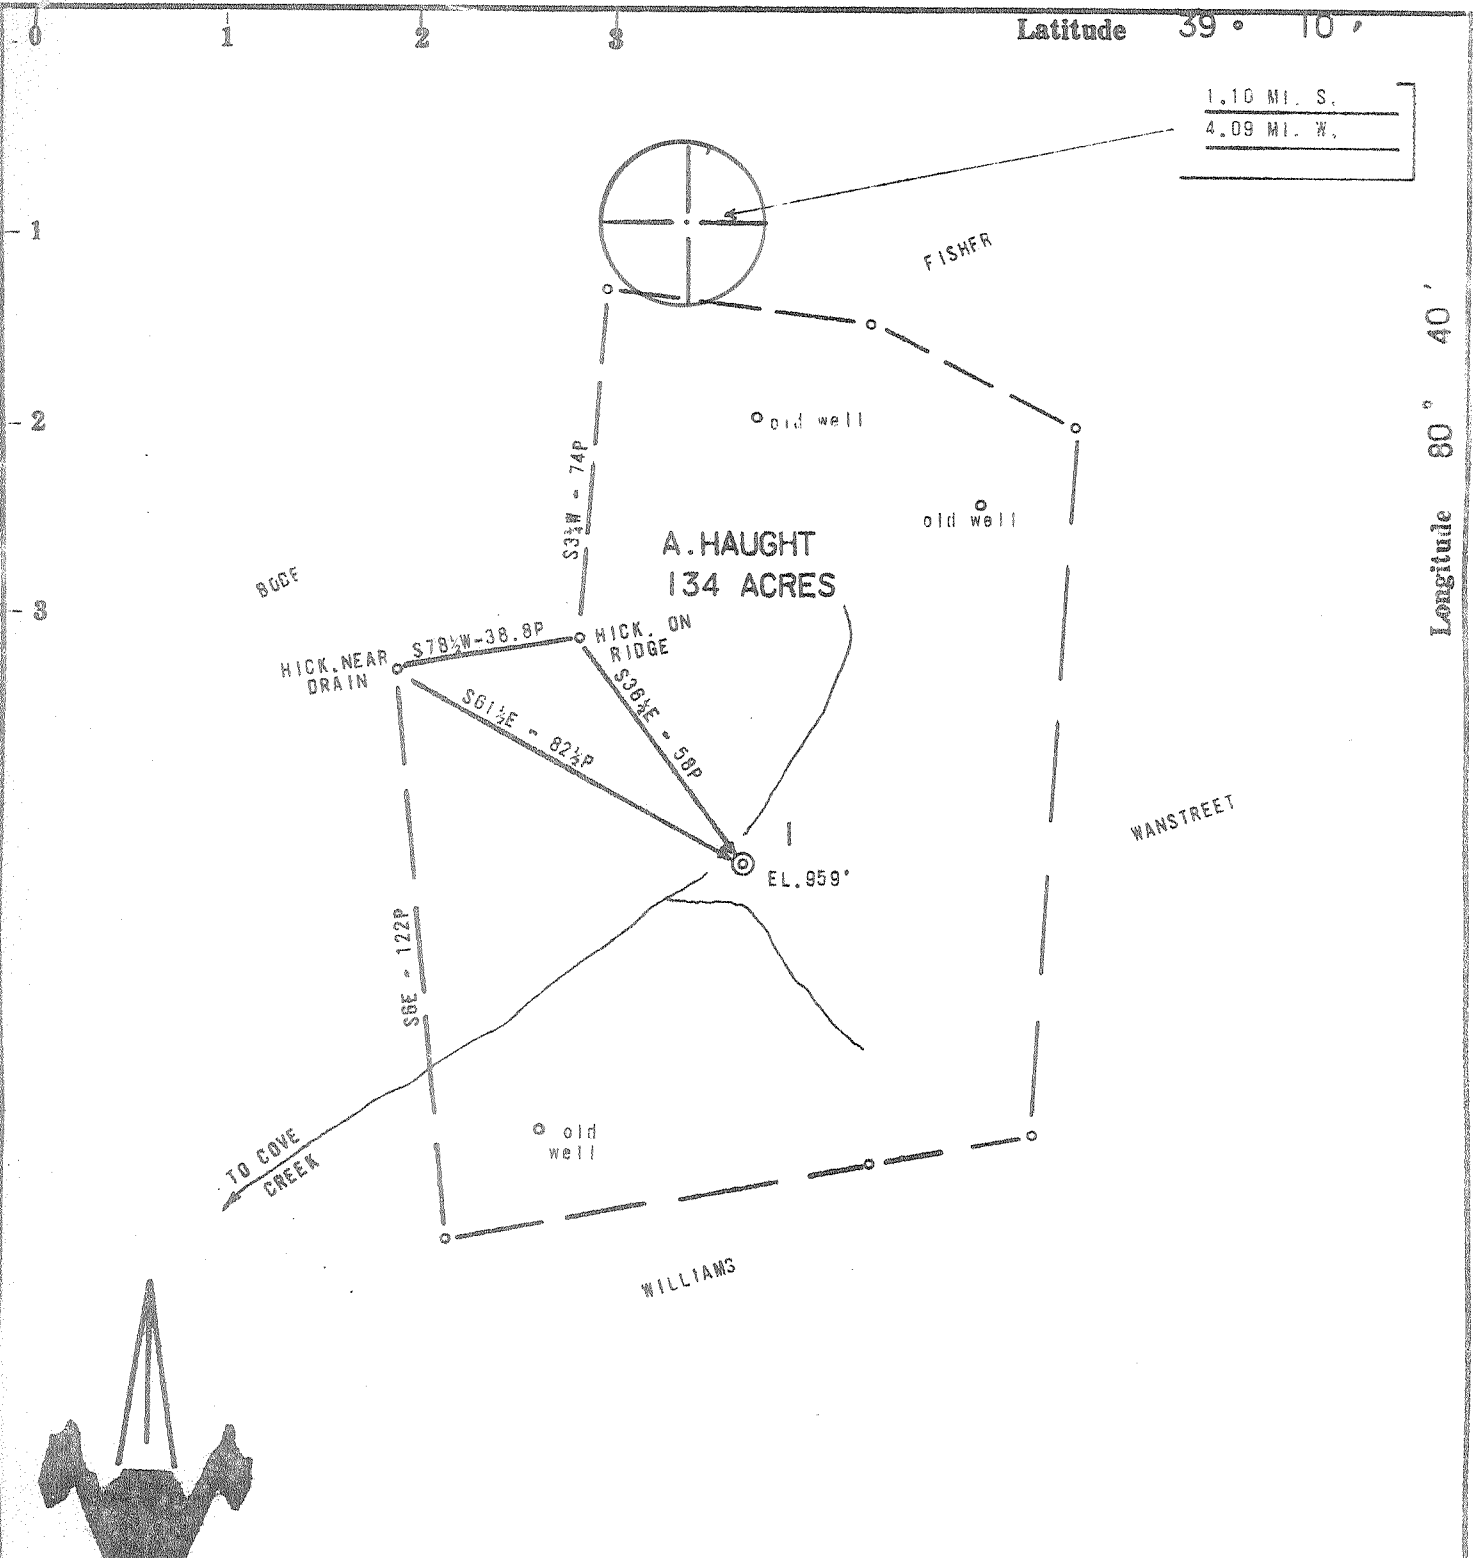 0 1 2 3 Latitude 39° 10'
1.10 MI. S.
4.09 MI. W.
- 1
FISHER
Longitude 80° 40'
- 2
old well
old well
S3¼W - 74P
A. HAUGHT
134 ACRES
- 3
S78½W-38.8P
HICK. ON
RIDGE
HICK. NEAR
DRAIN
S61½E - 82½P
S36½E - 58P
WANSTREET
1
EL. 959'
S6E - 122P
old
well
TO COVE
CREEK
WILLIAMS